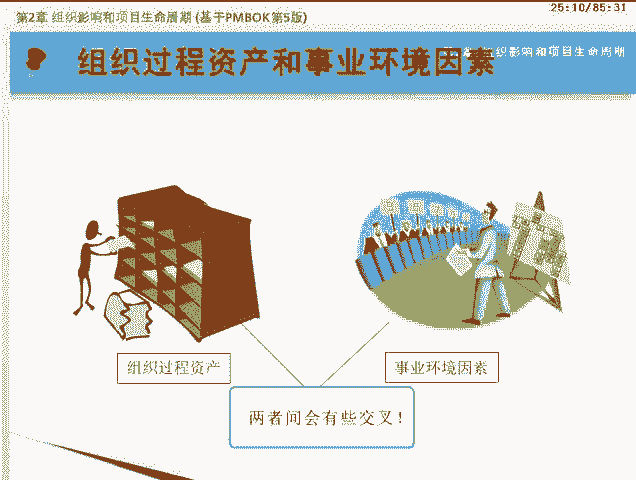 25:10/85:31
第2章 组织影响和项目生命周期 (基于PMBOK第5版)
组织过程资产和事业环境因素
组织影响和项目生命周期
组织过程资产
事业环境因素
两者间会有些交叉!